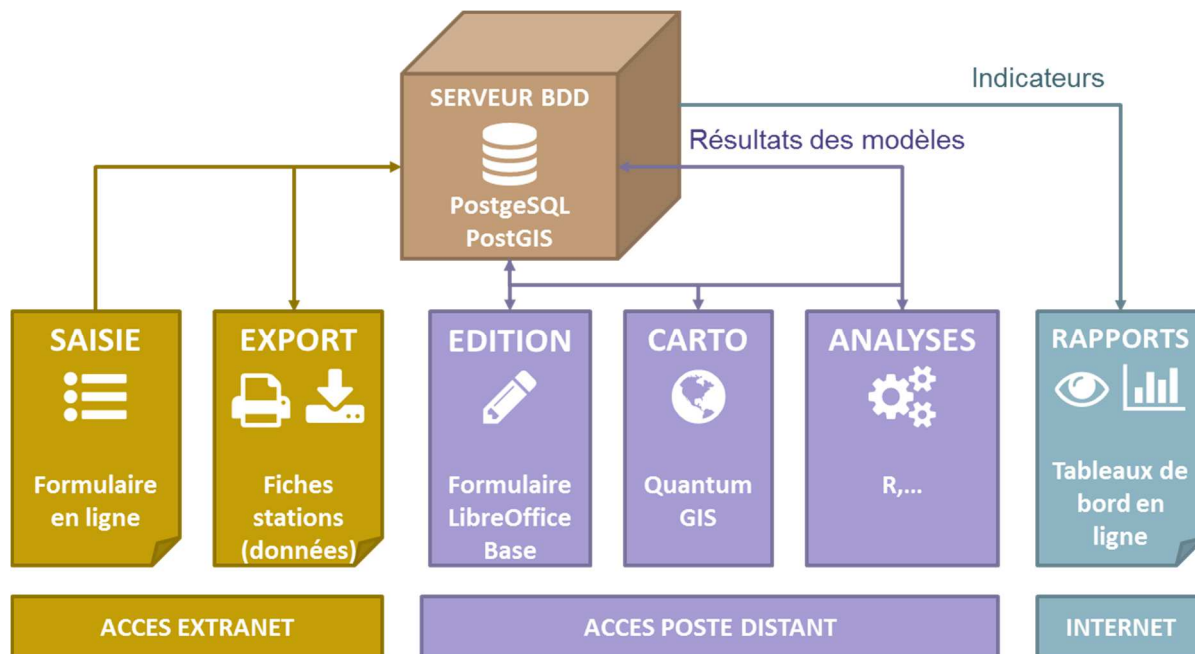 Indicateurs
SERVEUR BDD
Résultats des modèles
PostgeSQL
PostGIS
SAISIE
Formulaire
en ligne
EXPORT
Fiches
stations
(données)
EDITION
Formulaire
LibreOffice
Base
CARTO
Quantum
GIS
ANALYSES
R,...
RAPPORTS
Tableaux de
bord en
ligne
ACCES EXTRANET
ACCES POSTE DISTANT
INTERNET